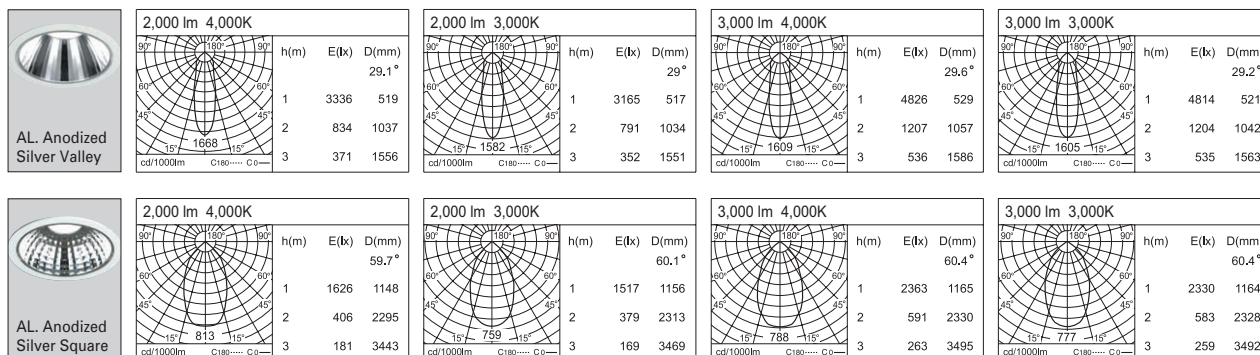 AL. Anodized
Silver Valley
2,000 lm 4,000K
90° 180° 90°
60° 60°
45° 45°
15° 1668 15°
cd/1000lm C180 ····· C0 —
h(m) E(lx) D(mm)
29.1°
1 3336 519
2 834 1037
3 371 1556
2,000 lm 3,000K
90° 180° 90°
60° 60°
45° 45°
15° 1582 15°
cd/1000lm C180 ····· C0 —
h(m) E(lx) D(mm)
29°
1 3165 517
2 791 1034
3 352 1551
3,000 lm 4,000K
90° 180° 90°
60° 60°
45° 45°
15° 1609 15°
cd/1000lm C180 ····· C0 —
h(m) E(lx) D(mm)
29.6°
1 4826 529
2 1207 1057
3 536 1586
3,000 lm 3,000K
90° 180° 90°
60° 60°
45° 45°
15° 1605 15°
cd/1000lm C180 ····· C0 —
h(m) E(lx) D(mm
29.2°
1 4814 521
2 1204 1042
3 535 1563
AL. Anodized
Silver Square
2,000 lm 4,000K
90° 180° 90°
60° 60°
45° 45°
15° 813 15°
cd/1000lm C180 ····· C0 —
h(m) E(lx) D(mm)
59.7°
1 1626 1148
2 406 2295
3 181 3443
2,000 lm 3,000K
90° 180° 90°
60° 60°
45° 45°
15° 759 15°
cd/1000lm C180 ····· C0 —
h(m) E(lx) D(mm)
60.1°
1 1517 1156
2 379 2313
3 169 3469
3,000 lm 4,000K
90° 180° 90°
60° 60°
45° 45°
15° 788 15°
cd/1000lm C180 ····· C0 —
h(m) E(lx) D(mm)
60.4°
1 2363 1165
2 591 2330
3 263 3495
3,000 lm 3,000K
90° 180° 90°
60° 60°
45° 45°
15° 777 15°
cd/1000lm C180 ····· C0 —
h(m) E(lx) D(mm
60.4°
1 2330 1164
2 583 2328
3 259 3492